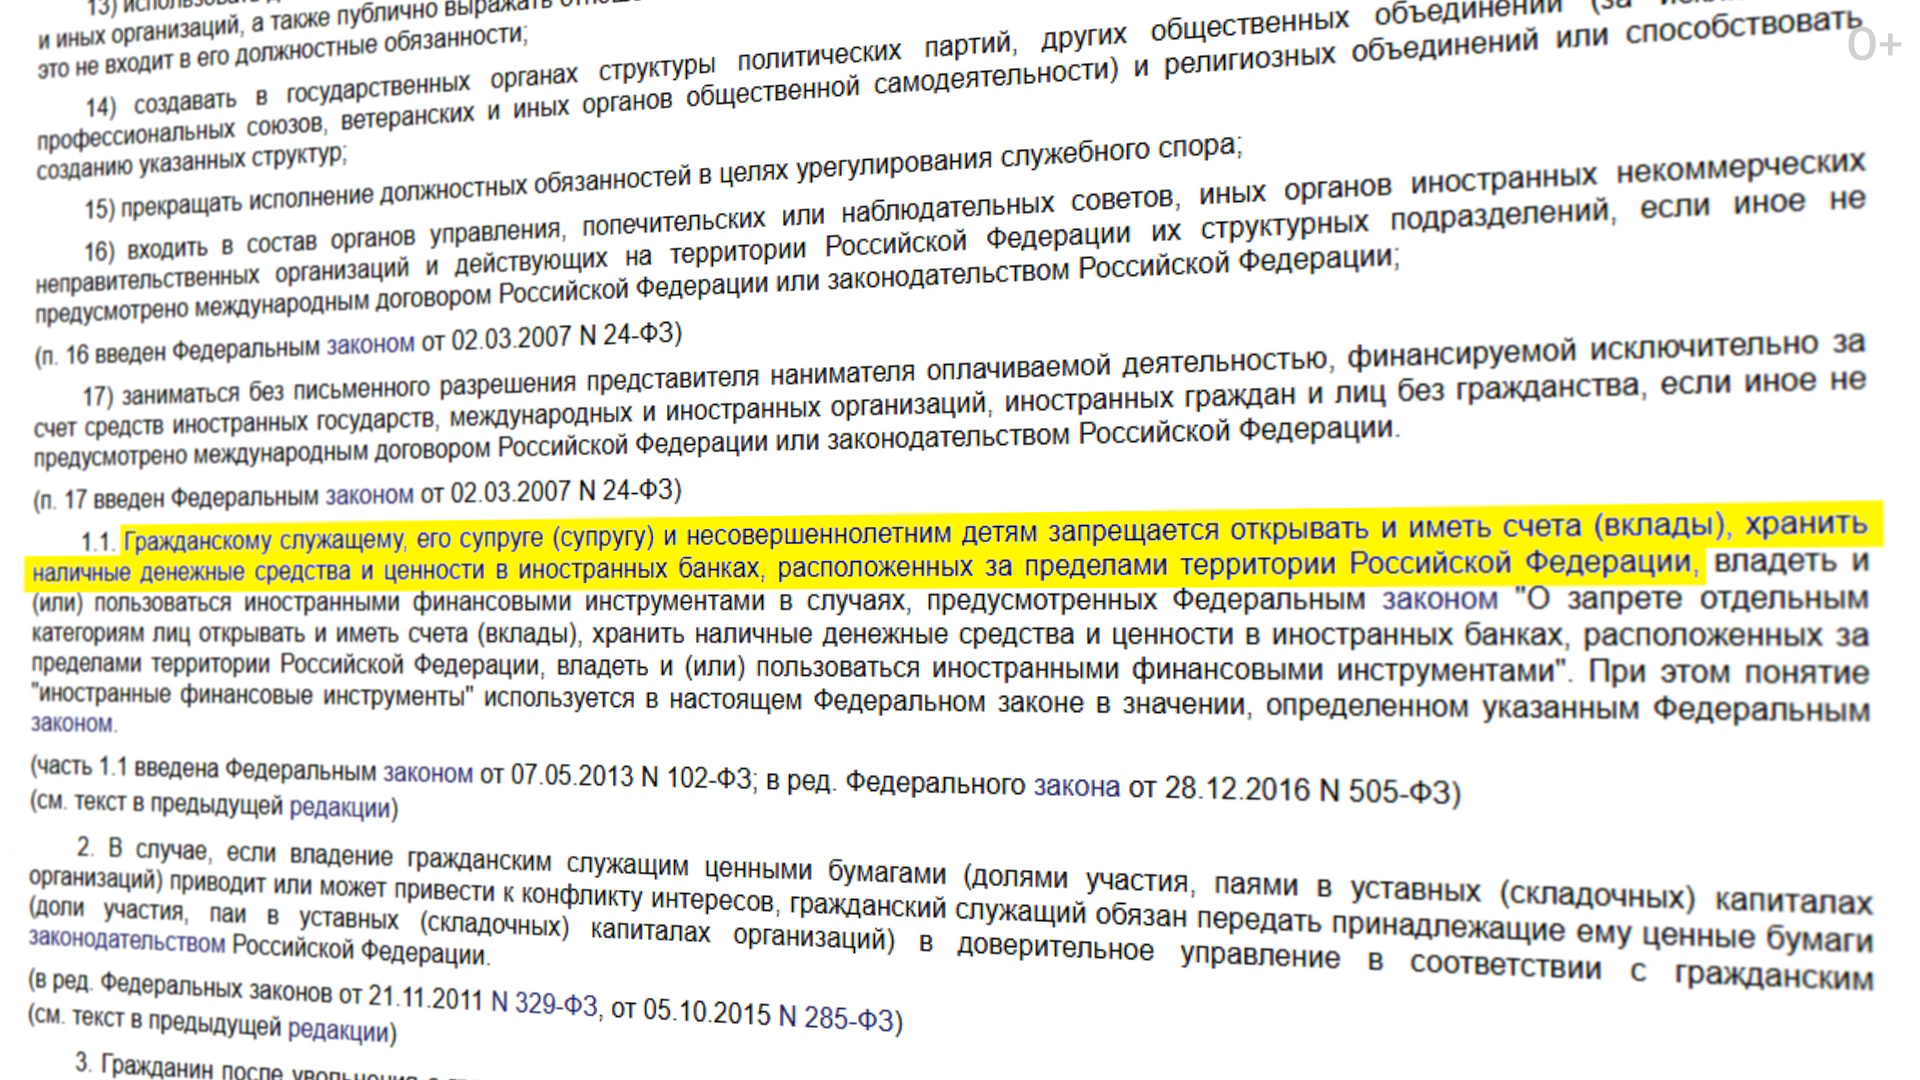 13) использовать
и иных организаций, а также публично выражать
это не входит в его должностные обязанности;
0+
14) создавать в государственных органах структуры политических партий, других общественных объединений (за
профессиональных союзов, ветеранских и иных органов общественной самодеятельности) и религиозных объединений или способствовать
созданию указанных структур;
15) прекращать исполнение должностных обязанностей в целях урегулирования служебного спора;
16) входить в состав органов управления, попечительских или наблюдательных советов, иных органов иностранных некоммерческих
неправительственных организаций и действующих на территории Российской Федерации их структурных подразделений, если иное не
предусмотрено международным договором Российской Федерации или законодательством Российской Федерации;
(п. 16 введен Федеральным законом от 02.03.2007 N 24-ФЗ)
17) заниматься без письменного разрешения представителя нанимателя оплачиваемой деятельностью, финансируемой исключительно за
счет средств иностранных государств, международных и иностранных организаций, иностранных граждан и лиц без гражданства, если иное не
предусмотрено международным договором Российской Федерации или законодательством Российской Федерации.
(п. 17 введен Федеральным законом от 02.03.2007 N 24-ФЗ)
1.1. Гражданскому служащему, его супруге (супругу) и несовершеннолетним детям запрещается открывать и иметь счета (вклады), хранить
наличные денежные средства и ценности в иностранных банках, расположенных за пределами территории Российской Федерации, владеть и
(или) пользоваться иностранными финансовыми инструментами в случаях, предусмотренных Федеральным законом "О запрете отдельным
категориям лиц открывать и иметь счета (вклады), хранить наличные денежные средства и ценности в иностранных банках, расположенных за
пределами территории Российской Федерации, владеть и (или) пользоваться иностранными финансовыми инструментами". При этом понятие
"иностранные финансовые инструменты" используется в настоящем Федеральном законе в значении, определенном указанным Федеральным
законом.
(часть 1.1 введена Федеральным законом от 07.05.2013 N 102-ФЗ; в ред. Федерального закона от 28.12.2016 N 505-ФЗ)
(см. текст в предыдущей редакции)
2. В случае, если владение гражданским служащим ценными бумагами (долями участия, паями в уставных (складочных) капиталах
организаций) приводит или может привести к конфликту интересов, гражданский служащий обязан передать принадлежащие ему ценные бумаги
(доли участия, паи в уставных (складочных) капиталах организаций) в доверительное управление в соответствии с гражданским
законодательством Российской Федерации.
(в ред. Федеральных законов от 21.11.2011 N 329-ФЗ, от 05.10.2015 N 285-ФЗ)
(см. текст в предыдущей редакции)
3. Гражданин после увольнения с